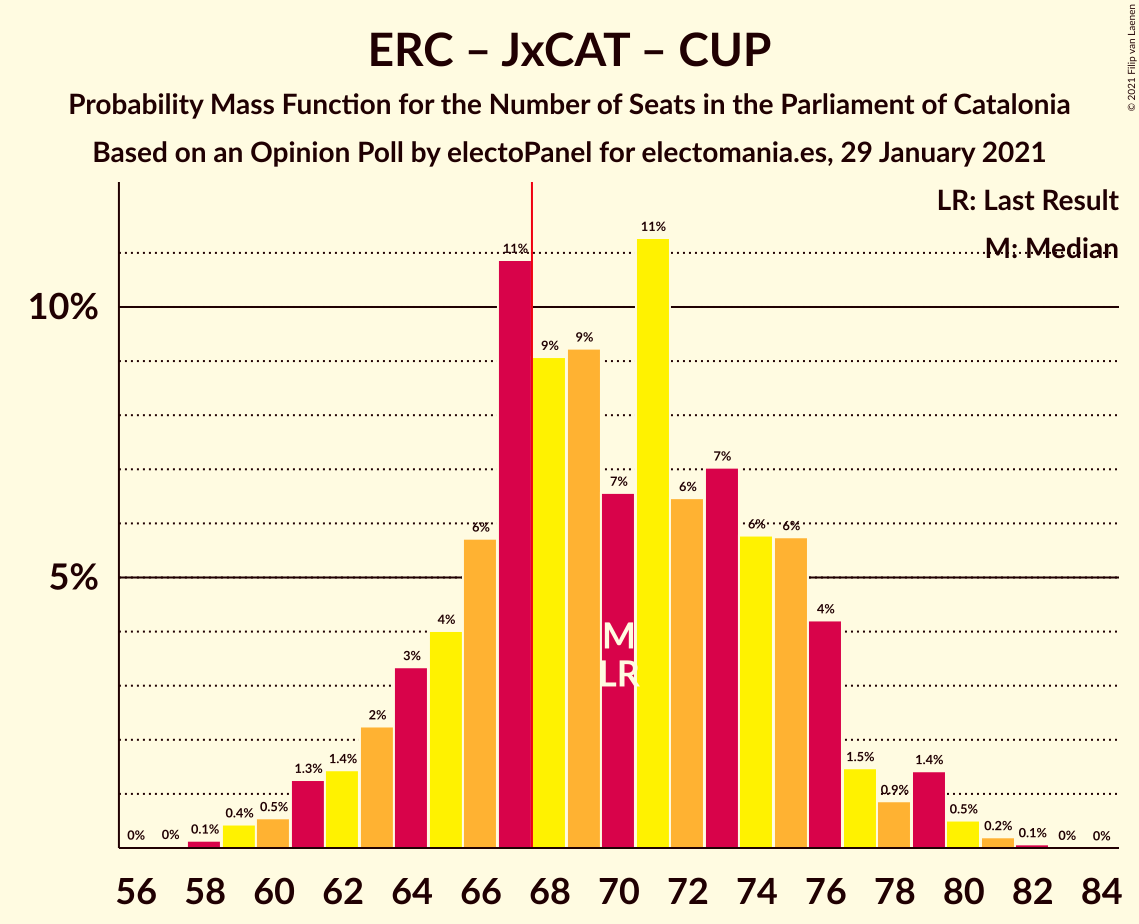 ERC – JxCAT – CUP
Probability Mass Function for the Number of Seats in the Parliament of Catalonia
Based on an Opinion Poll by electoPanel for electomania.es, 29 January 2021
© 2021 Filip van Laenen
LR: Last Result
M: Median
10%
5%
0% 0% 0.1% 0.4% 0.5% 1.3% 1.4% 2% 3% 4% 6% 11% 9% 9% 7% 11% 6% 7% 6% 6% 4% 1.5% 0.9% 1.4% 0.5% 0.2% 0.1% 0% 0%
M
LR
56 58 60 62 64 66 68 70 72 74 76 78 80 82 84